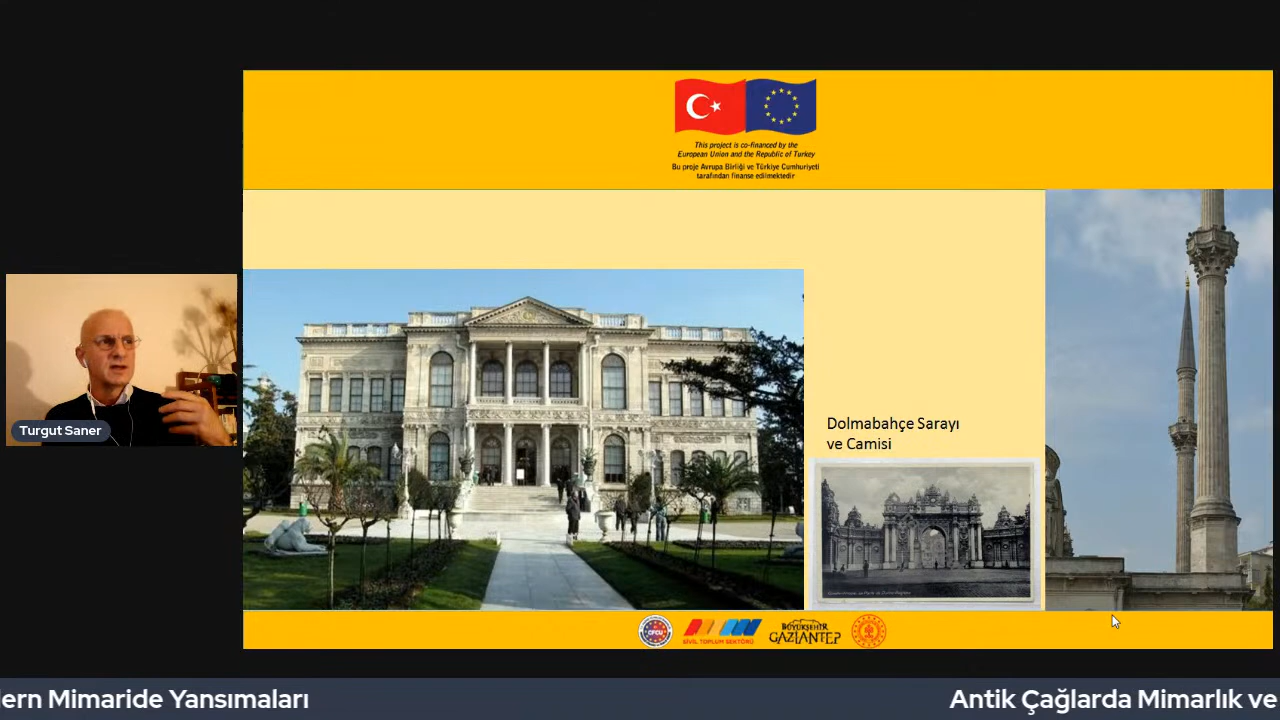 This project is co-financed by the
European Union and the Republic of Turkey
Bu proje Avrupa Birliği ve Türkiye Cumhuriyeti
tarafından finanse edilmektedir
Turgut Saner
Dolmabahçe Sarayı
ve Camisi
CFCU
SİVİL TOPLUM SEKTÖRÜ
BÜYÜKŞEHİR
GAZİANTEP
dern Mimaride Yansımaları
Antik Çağlarda Mimarlık ve